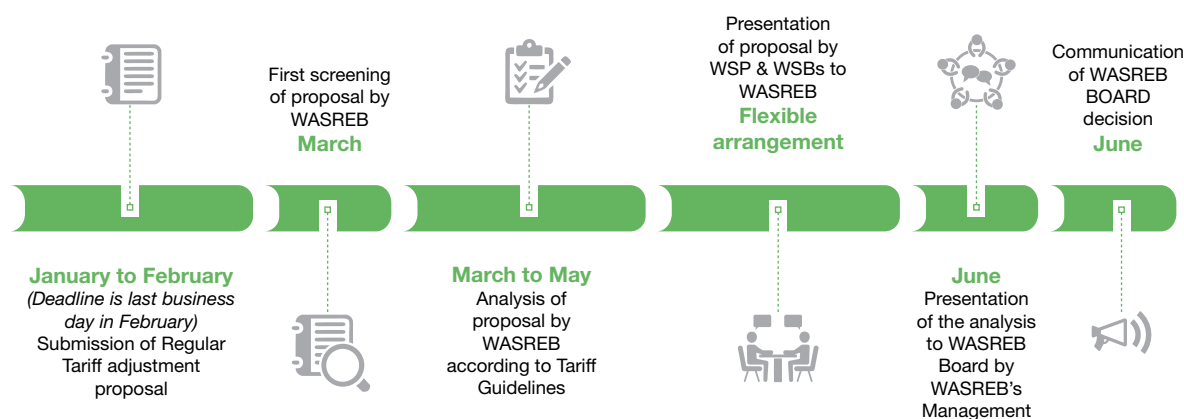 January to February
(Deadline is last business
day in February)
Submission of Regular
Tariff adjustment
proposal
First screening
of proposal by
WASREB
March
March to May
Analysis of
proposal by
WASREB
according to Tariff
Guidelines
Presentation
of proposal by
WSP & WSBs to
WASREB
Flexible
arrangement
June
Presentation
of the analysis
to WASREB
Board by
WASREB's
Management
Communication
of WASREB
BOARD
decision
June